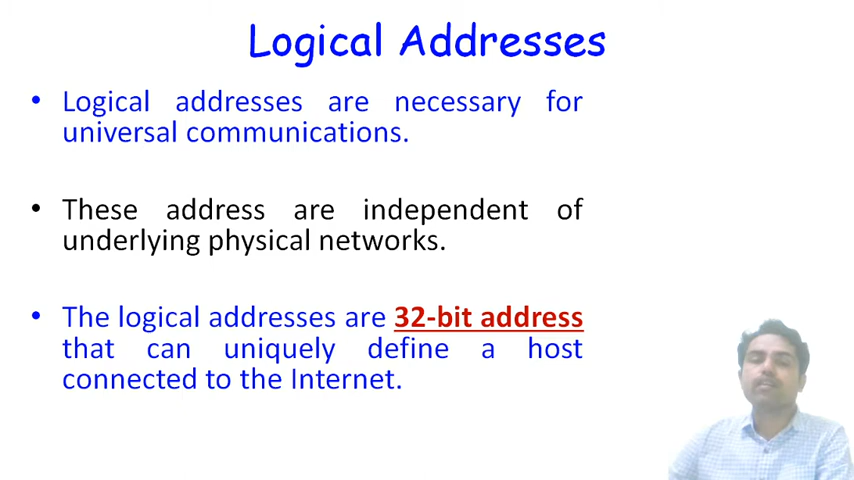 Logical Addresses
• Logical addresses are necessary for
universal communications.
• These address are independent of
underlying physical networks.
• The logical addresses are 32-bit address
that can uniquely define a host
connected to the Internet.